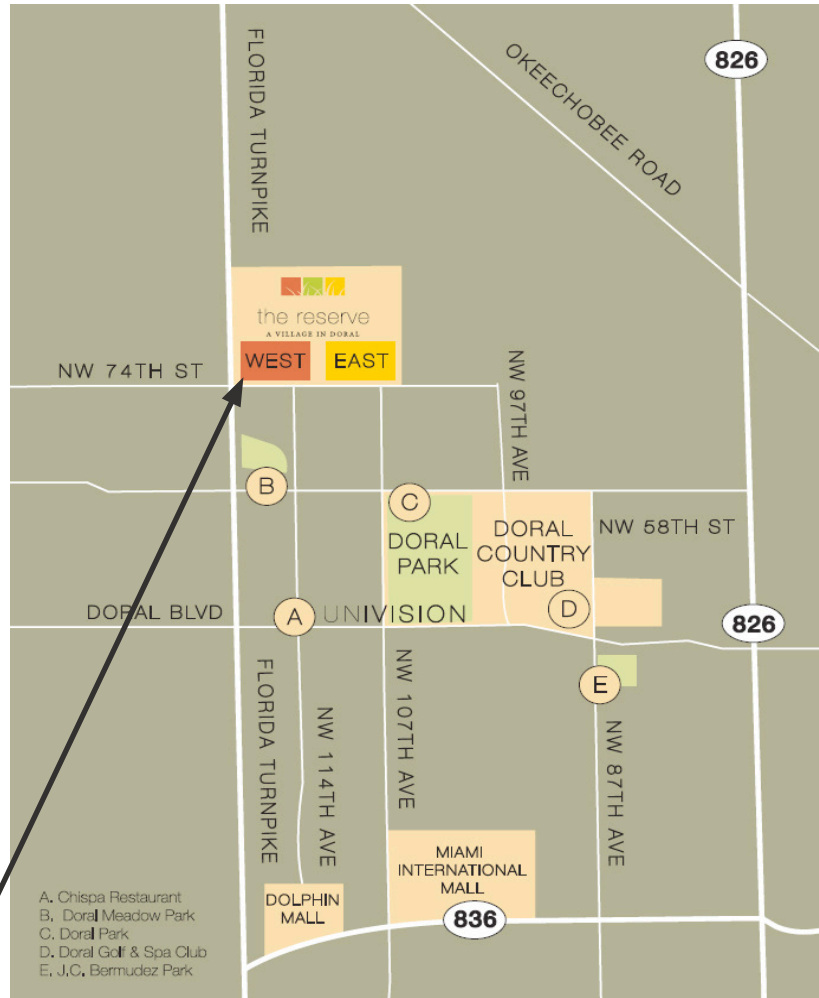 FLORIDA TURNPIKE
826
OKEECHOBEE ROAD
the reserve
A VILLAGE IN DORAL
WEST
EAST
NW 74TH ST
NW 97TH AVE
B
C
DORAL
PARK
DORAL
COUNTRY
CLUB
NW 58TH ST
D
DORAL BLVD
A
UNIVISION
826
E
FLORIDA TURNPIKE
NW 114TH AVE
NW 107TH AVE
NW 87TH AVE
MIAMI
INTERNATIONAL
MALL
DOLPHIN
MALL
836
A. Chispa Restaurant
B. Doral Meadow Park
C. Doral Park
D. Doral Golf & Spa Club
E. J.C. Bermudez Park